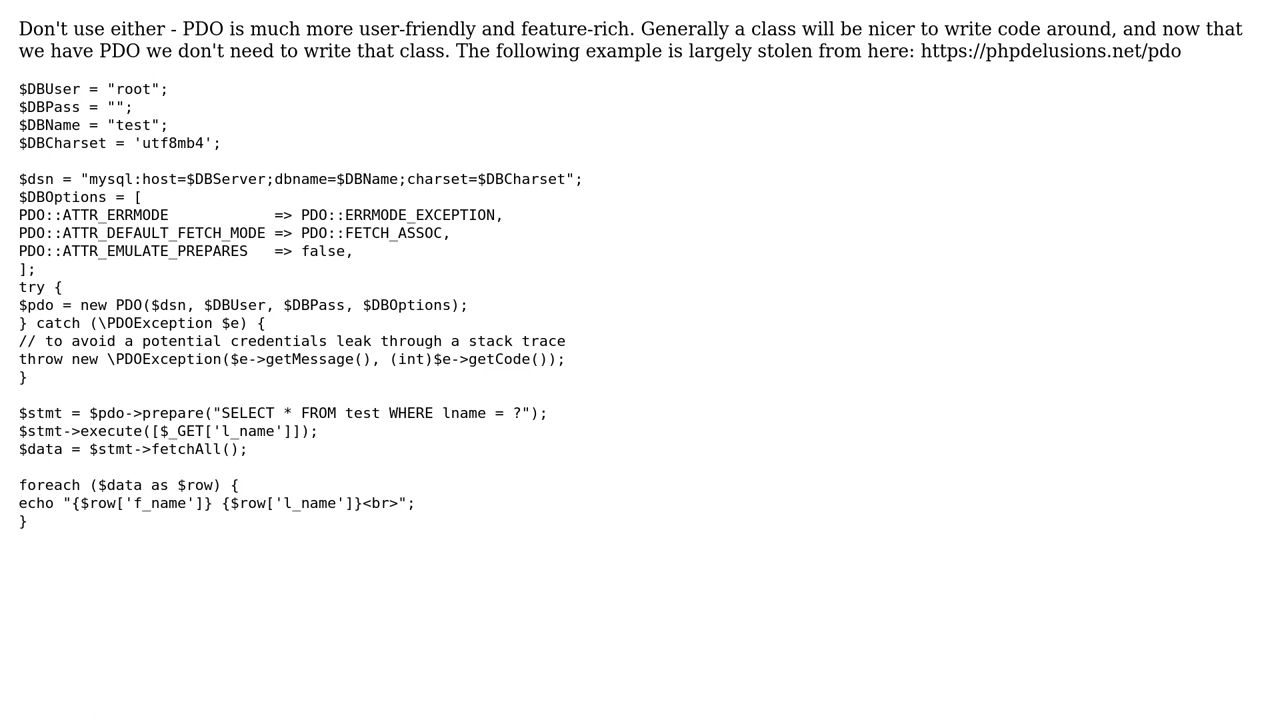 Don't use either - PDO is much more user-friendly and feature-rich. Generally a class will be nicer to write code around, and now that
we have PDO we don't need to write that class. The following example is largely stolen from here: https://phpdelusions.net/pdo
$DBUser = "root";
$DBPass = "";
$DBName = "test";
$DBCharset = 'utf8mb4';
$dsn = "mysql:host=$DBServer;dbname=$DBName;charset=$DBCharset";
$DBOptions = [
PDO::ATTR_ERRMODE            => PDO::ERRMODE_EXCEPTION,
PDO::ATTR_DEFAULT_FETCH_MODE => PDO::FETCH_ASSOC,
PDO::ATTR_EMULATE_PREPARES   => false,
];
try {
$pdo = new PDO($dsn, $DBUser, $DBPass, $DBOptions);
} catch (\PDOException $e) {
// to avoid a potential credentials leak through a stack trace
throw new \PDOException($e->getMessage(), (int)$e->getCode());
}
$stmt = $pdo->prepare("SELECT * FROM test WHERE lname = ?");
$stmt->execute([$_GET['l_name']]);
$data = $stmt->fetchAll();
foreach ($data as $row) {
echo "{$row['f_name']} {$row['l_name']}<br>";
}